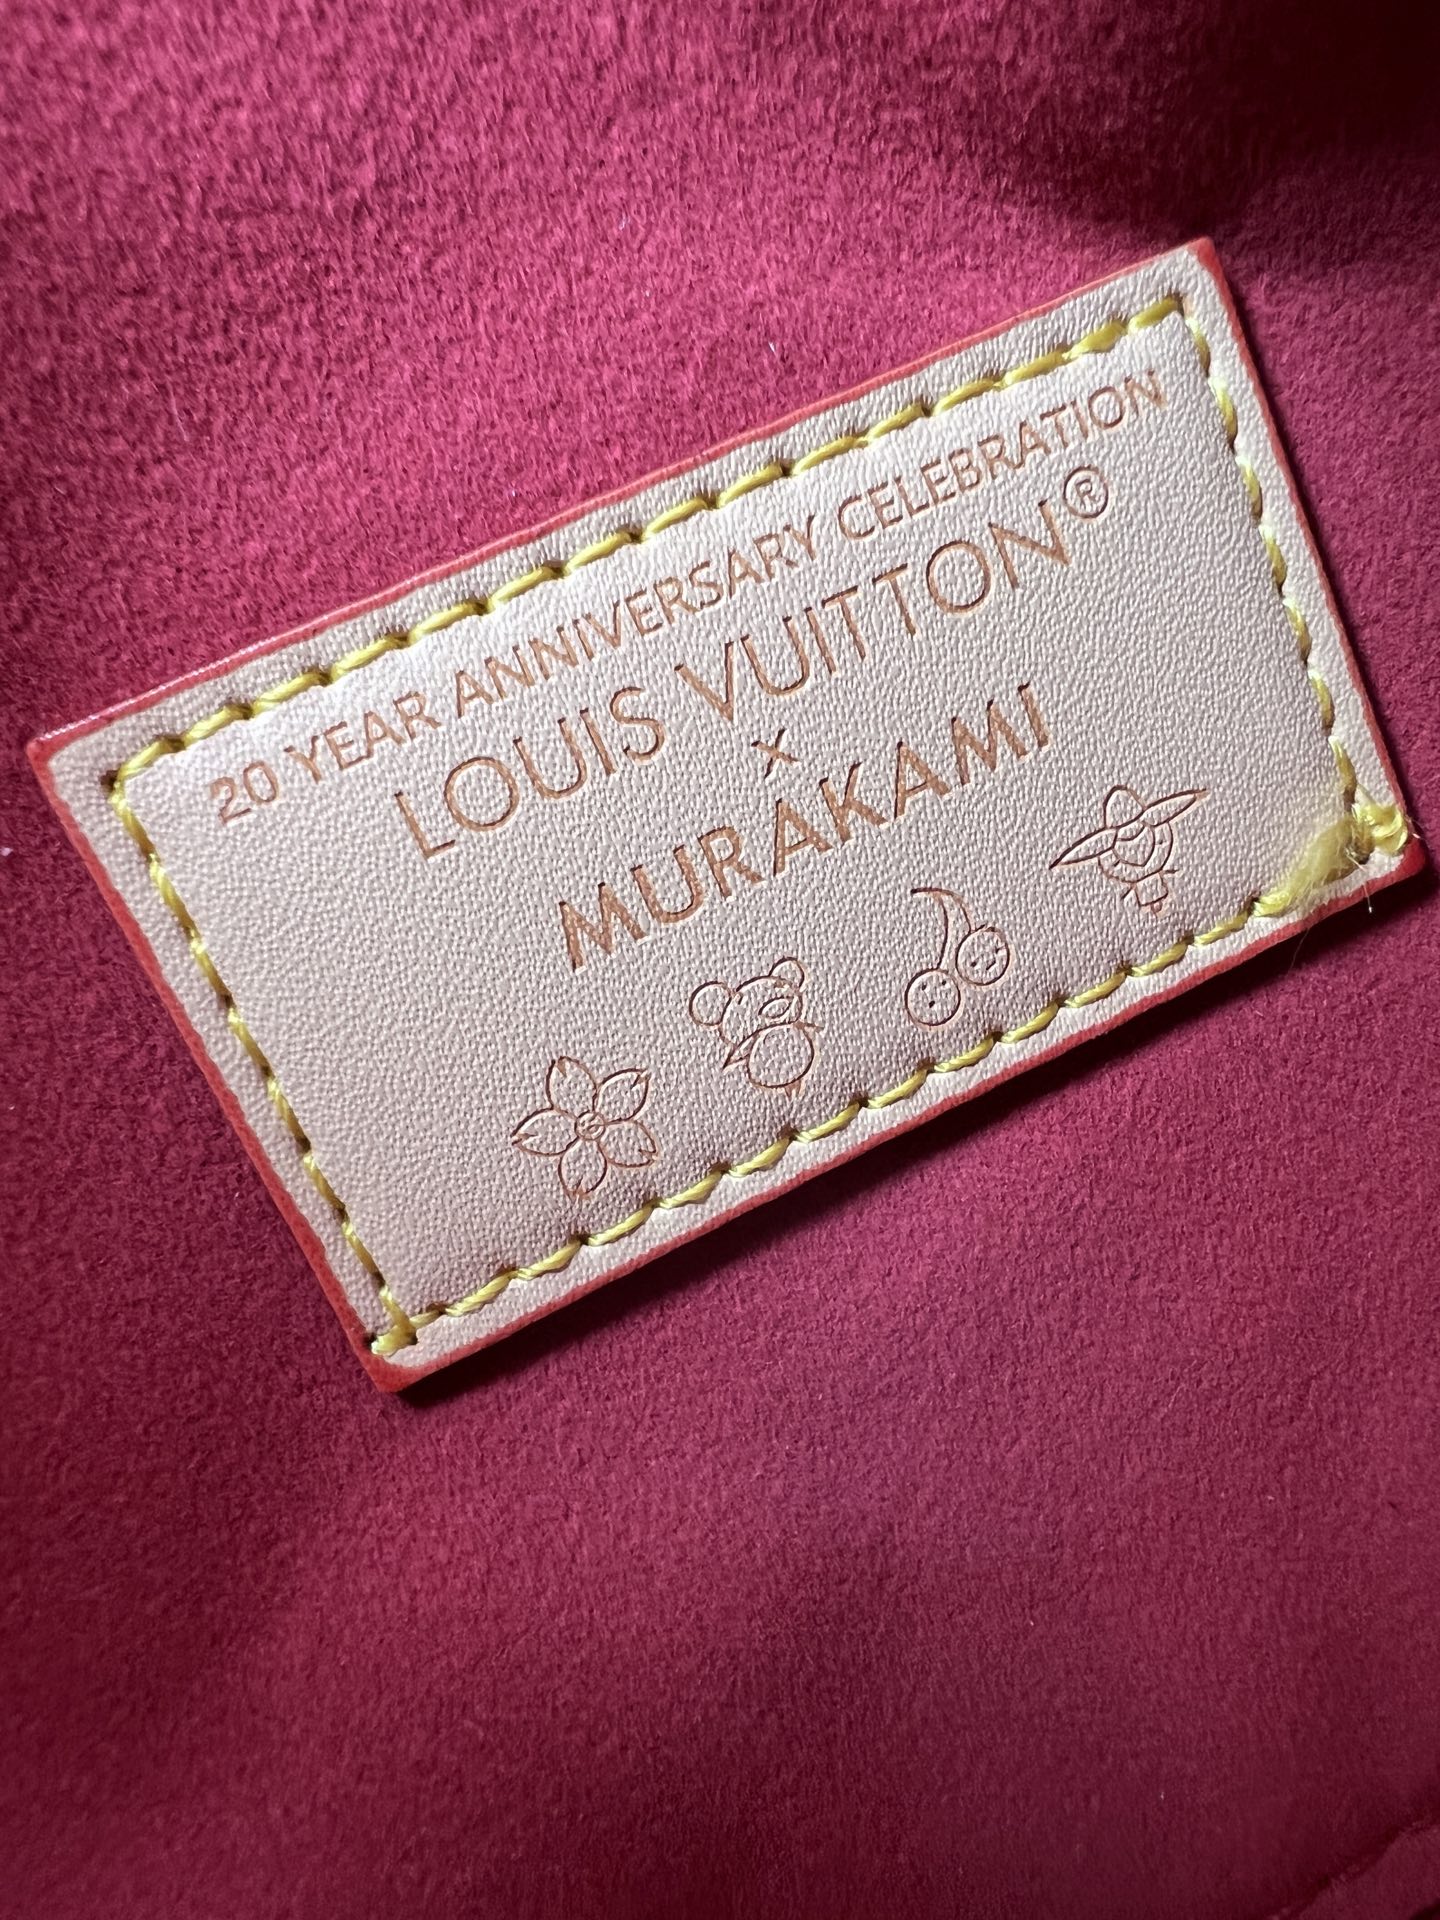 20 YEAR ANNIVERSARY CELEBRATION
LOUIS VUITTON®
x
MURAKAMI